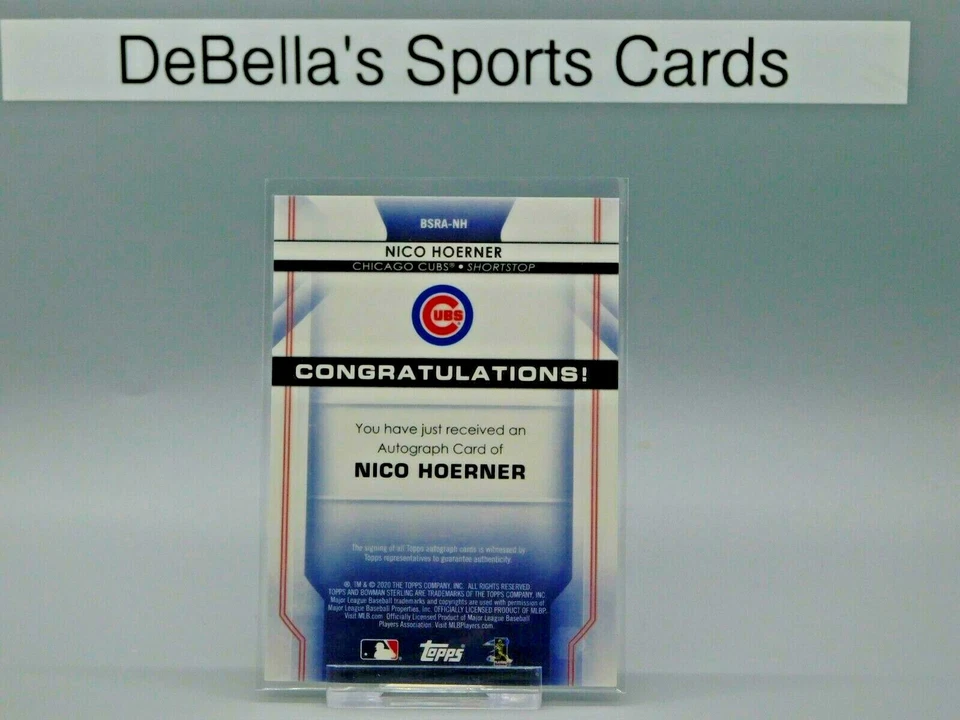 DeBella's Sports Cards
BSRA-NH
NICO HOERNER
CHICAGO CUBS® • SHORTSTOP
CUBS
CONGRATULATIONS!
You have just received an
Autograph Card of
NICO HOERNER
The signing of all Topps autograph cards is witnessed by
Topps representatives to guarantee authenticity.
®, TM & © 2020 THE TOPPS COMPANY, INC. ALL RIGHTS RESERVED.
TOPPS AND BOWMAN STERLING ARE TRADEMARKS OF THE TOPPS COMPANY, INC.
Major League Baseball trademarks and copyrights are used with permission of
Major League Baseball Properties, Inc. OFFICIALLY LICENSED PRODUCT OF MLBPI.
Visit MLB.com. Officially Licensed Product of Major League Baseball
Players Association. Visit MLBPlayers.com.
Topps